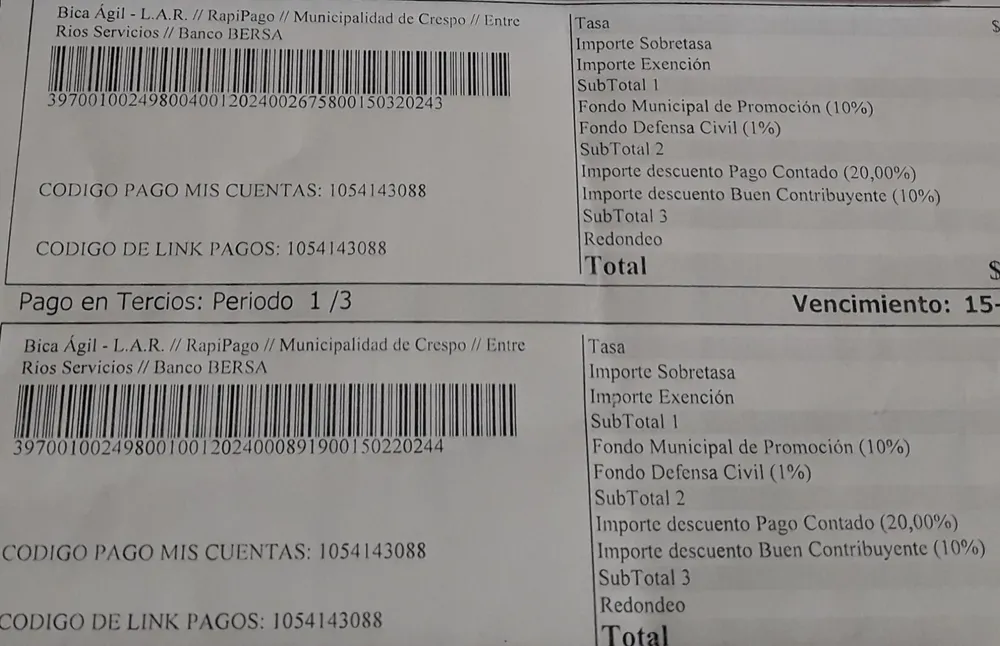 Bica Ágil - L.A.R. // RapiPago // Municipalidad de Crespo // Entre
Rios Servicios // Banco BERSA
39700100249800400120240026758001503 20243
CODIGO PAGO MIS CUENTAS: 1054143088
CODIGO DE LINK PAGOS: 1054143088
Tasa $
Importe Sobretasa
Importe Exención
SubTotal 1
Fondo Municipal de Promoción (10%)
Fondo Defensa Civil (1%)
SubTotal 2
Importe descuento Pago Contado (20,00%)
Importe descuento Buen Contribuyente (10%)
SubTotal 3
Redondeo
Total $
Pago en Tercios: Periodo 1 /3 Vencimiento: 15-
Bica Ágil - L.A.R. // RapiPago // Municipalidad de Crespo // Entre
Rios Servicios // Banco BERSA
3970010024980010012024000891900150220244
CODIGO PAGO MIS CUENTAS: 1054143088
CODIGO DE LINK PAGOS: 1054143088
Tasa
Importe Sobretasa
Importe Exención
SubTotal 1
Fondo Municipal de Promoción (10%)
Fondo Defensa Civil (1%)
SubTotal 2
Importe descuento Pago Contado (20,00%)
Importe descuento Buen Contribuyente (10%)
SubTotal 3
Redondeo
Total